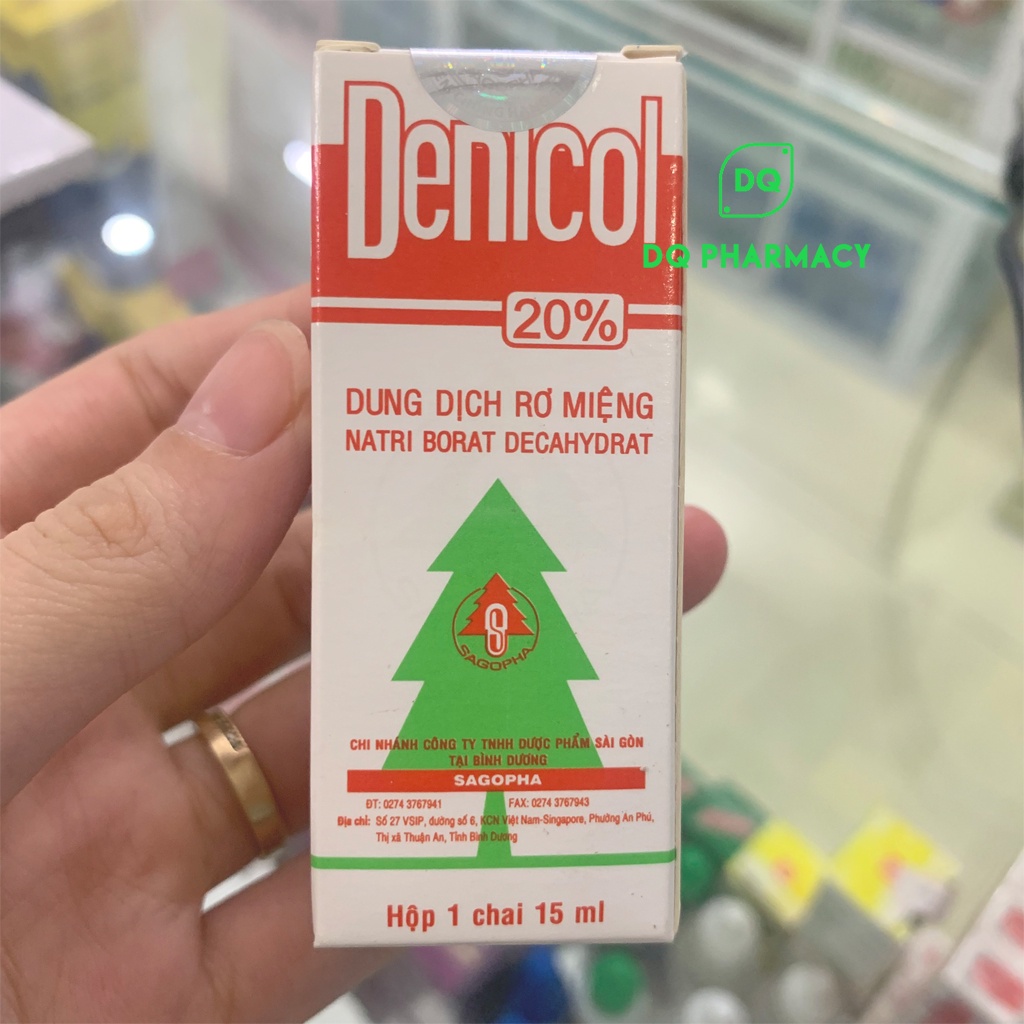 Denicol
DQ
DQ PHARMACY
20%
DUNG DỊCH RƠ MIỆNG
NATRI BORAT DECAHYDRAT
S
SAGOPHA
CHI NHÁNH CÔNG TY TNHH DƯỢC PHẨM SÀI GÒN
TẠI BÌNH DƯƠNG
SAGOPHA
ĐT: 0274 3767941 FAX: 0274 3767943
Địa chỉ: Số 27 VSIP, đường số 6, KCN Việt Nam-Singapore, Phường An Phú,
Thị xã Thuận An, Tỉnh Bình Dương
Hộp 1 chai 15 ml